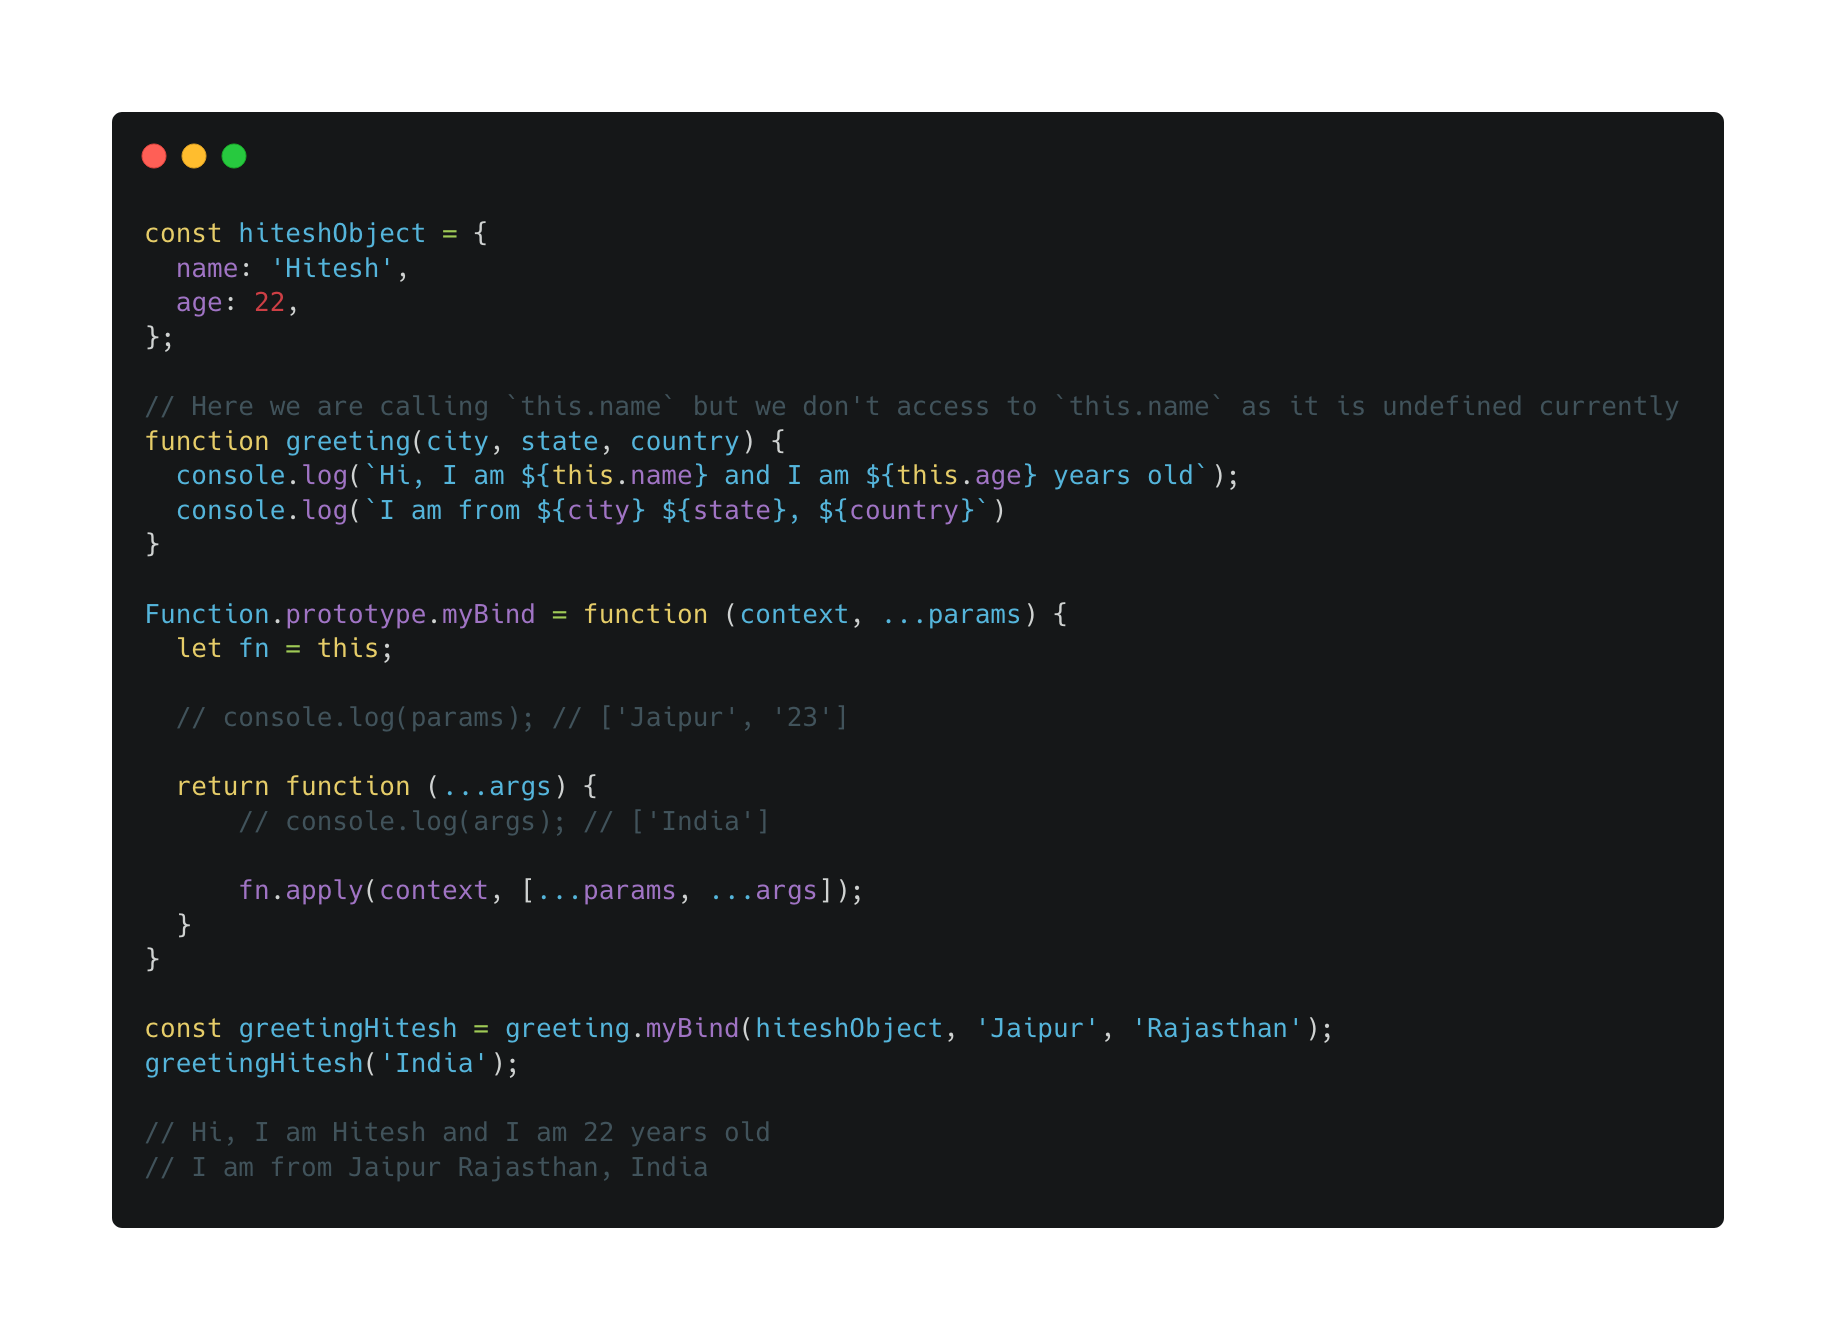 const hiteshObject = {
  name: 'Hitesh',
  age: 22,
};

// Here we are calling `this.name` but we don't access to `this.name` as it is undefined currently
function greeting(city, state, country) {
  console.log(`Hi, I am ${this.name} and I am ${this.age} years old`);
  console.log(`I am from ${city} ${state}, ${country}`)
}

Function.prototype.myBind = function (context, ...params) {
  let fn = this;

  // console.log(params); // ['Jaipur', '23']

  return function (...args) {
      // console.log(args); // ['India']

      fn.apply(context, [...params, ...args]);
  }
}

const greetingHitesh = greeting.myBind(hiteshObject, 'Jaipur', 'Rajasthan');
greetingHitesh('India');

// Hi, I am Hitesh and I am 22 years old
// I am from Jaipur Rajasthan, India